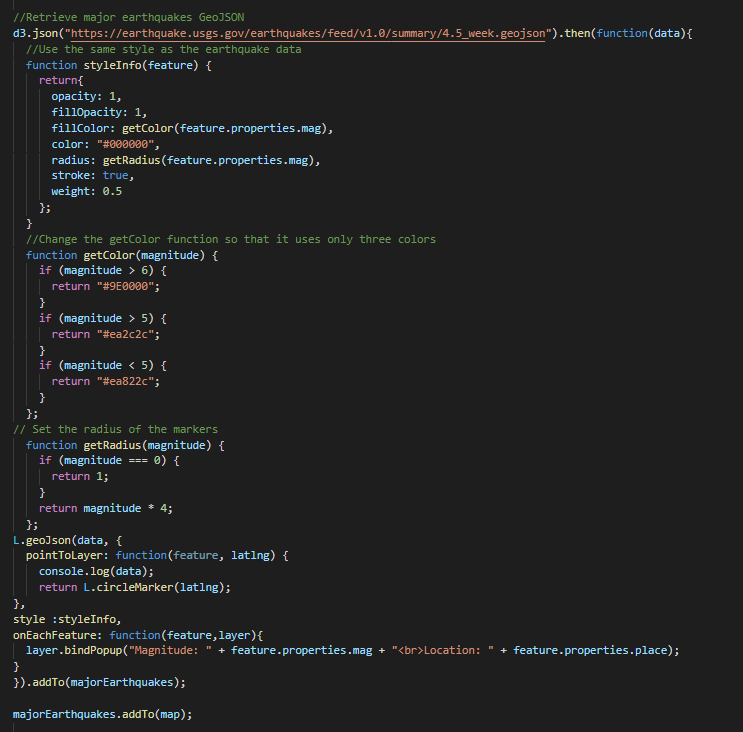 //Retrieve major earthquakes GeoJSON
d3.json("https://earthquake.usgs.gov/earthquakes/feed/v1.0/summary/4.5_week.geojson").then(function(data){
  //Use the same style as the earthquake data
  function styleInfo(feature) {
    return{
      opacity: 1,
      fillOpacity: 1,
      fillColor: getColor(feature.properties.mag),
      color: "#000000",
      radius: getRadius(feature.properties.mag),
      stroke: true,
      weight: 0.5
    };
  }
  //Change the getColor function so that it uses only three colors
  function getColor(magnitude) {
    if (magnitude > 6) {
      return "#9E0000";
    }
    if (magnitude > 5) {
      return "#ea2c2c";
    }
    if (magnitude < 5) {
      return "#ea822c";
    }
  };
// Set the radius of the markers
  function getRadius(magnitude) {
    if (magnitude === 0) {
      return 1;
    }
    return magnitude * 4;
  };
L.geoJson(data, {
  pointToLayer: function(feature, latlng) {
    console.log(data);
    return L.circleMarker(latlng);
},
style :styleInfo,
onEachFeature: function(feature,layer){
  layer.bindPopup("Magnitude: " + feature.properties.mag + "<br>Location: " + feature.properties.place);
}
}).addTo(majorEarthquakes);

majorEarthquakes.addTo(map);